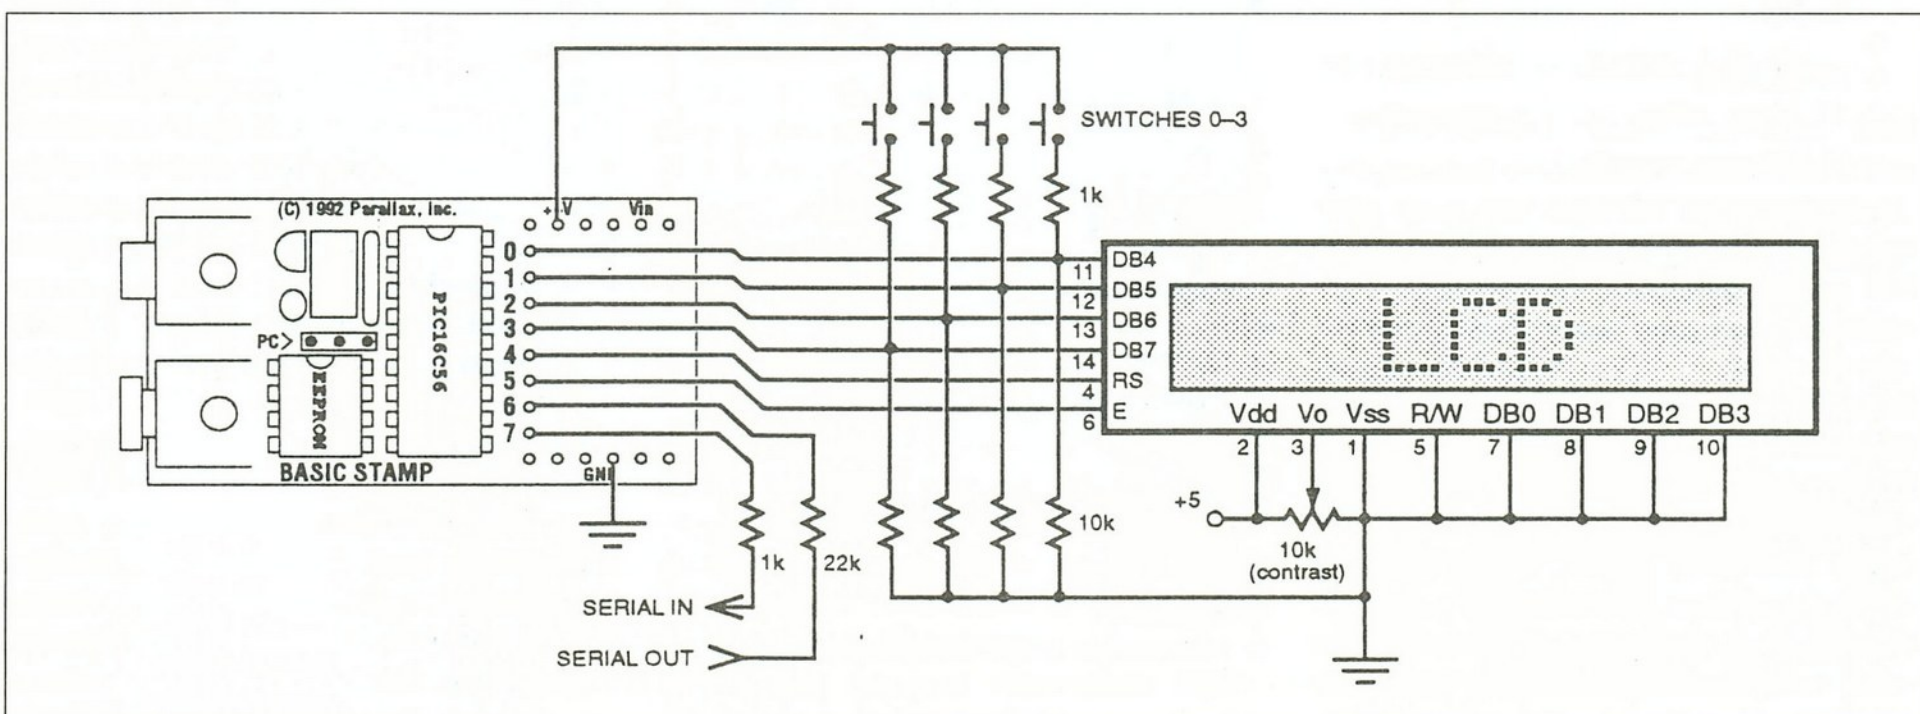 SWITCHES 0–3
1k
(C) 1992 Parallax, Inc.
+V
Vin
0
1
2
3
4
5
6
7
PC>
PIC16C56
EEPROM
BASIC STAMP
GND
DB4
11
DB5
12
DB6
13
DB7
14
RS
4
E
6
LCD
Vdd Vo Vss R/W DB0 DB1 DB2 DB3
2 3 1 5 7 8 9 10
+5
10k
(contrast)
10k
1k
22k
SERIAL IN
SERIAL OUT